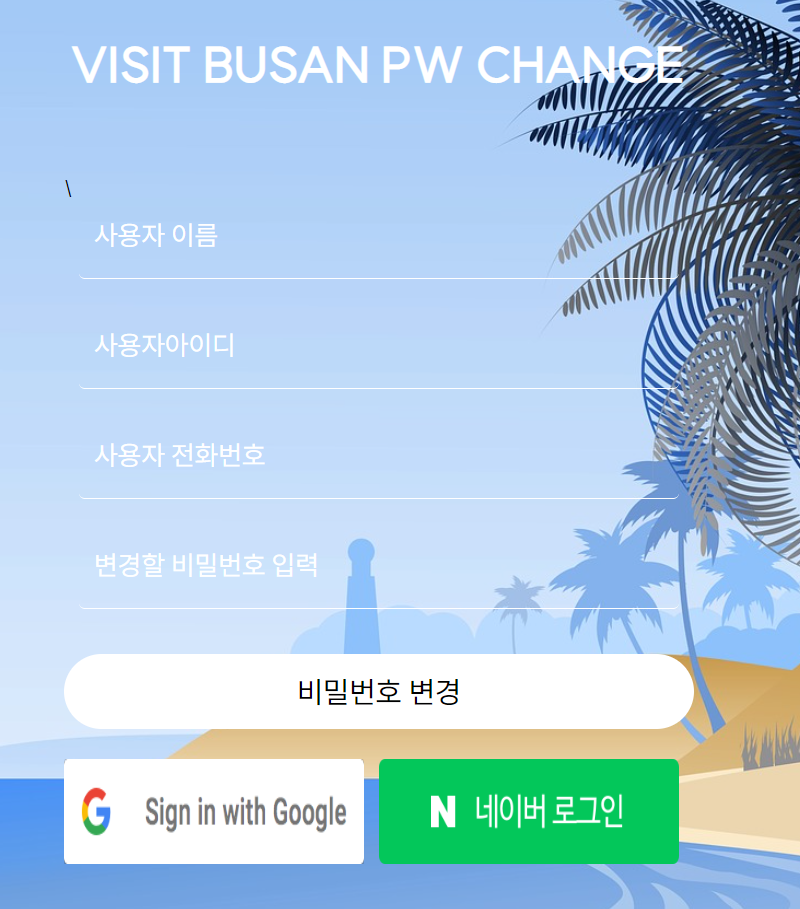 VISIT BUSAN PW CHANGE
\
사용자 이름
사용자아이디
사용자 전화번호
변경할 비밀번호 입력
비밀번호 변경
Sign in with Google
N 네이버 로그인